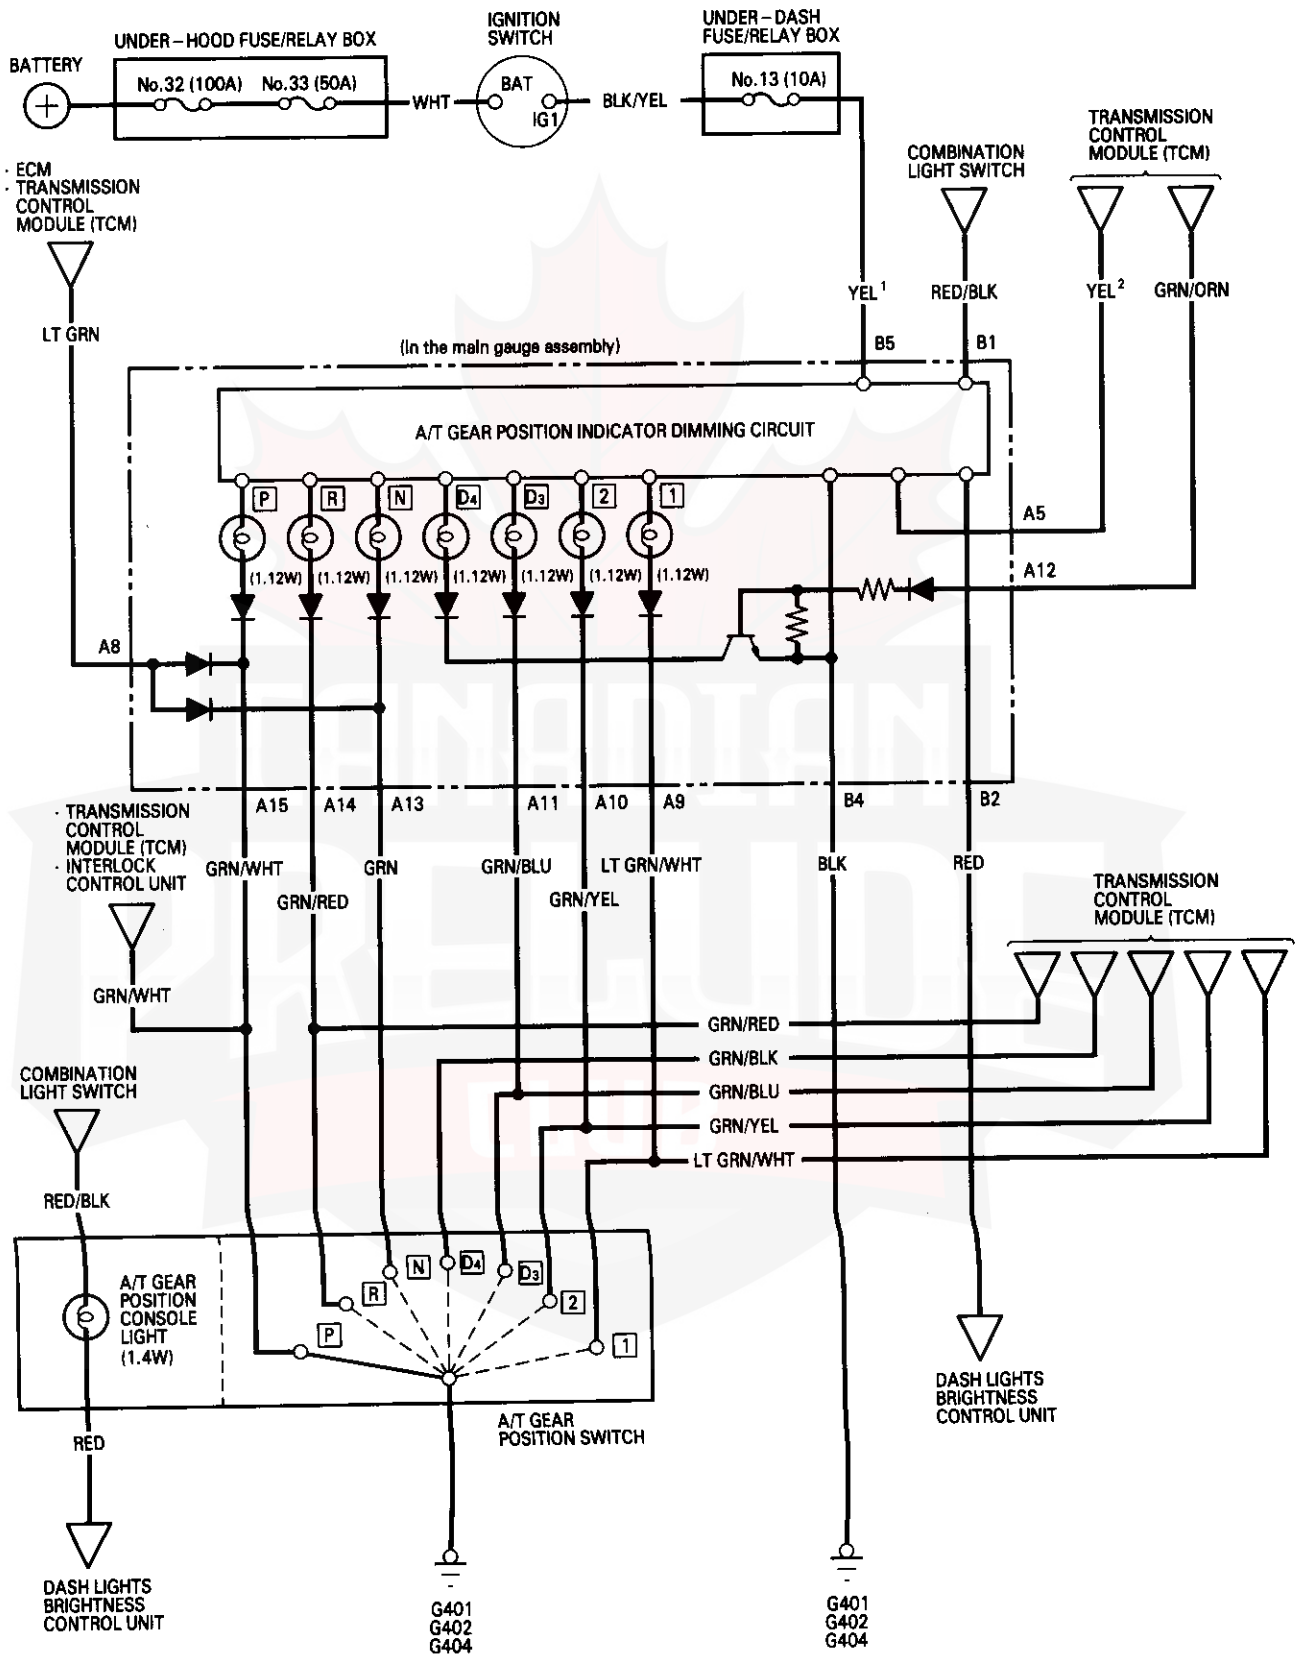 IGNITION
SWITCH
UNDER-DASH
FUSE/RELAY BOX
UNDER-HOOD FUSE/RELAY BOX
BATTERY
No.32 (100A)
No.33 (50A)
WHT
BAT
IG1
BLK/YEL
No.13 (10A)
TRANSMISSION
CONTROL
MODULE (TCM)
COMBINATION
LIGHT SWITCH
· ECM
· TRANSMISSION
CONTROL
MODULE (TCM)
LT GRN
YEL1
RED/BLK
YEL2
GRN/ORN
(In the main gauge assembly)
B5
B1
A/T GEAR POSITION INDICATOR DIMMING CIRCUIT
P
R
N
D4
D3
2
1
A5
(1.12W)
(1.12W)
(1.12W)
(1.12W)
(1.12W)
(1.12W)
(1.12W)
A12
A8
CANADIAN
PRELUDE
CLUB
A15
A14
A13
A11
A10
A9
B4
B2
· TRANSMISSION
CONTROL
MODULE (TCM)
· INTERLOCK
CONTROL UNIT
GRN/WHT
GRN/RED
GRN
GRN/BLU
GRN/YEL
LT GRN/WHT
BLK
RED
TRANSMISSION
CONTROL
MODULE (TCM)
GRN/WHT
GRN/RED
GRN/BLK
GRN/BLU
GRN/YEL
LT GRN/WHT
COMBINATION
LIGHT SWITCH
RED/BLK
A/T GEAR
POSITION
CONSOLE
LIGHT
(1.4W)
P
R
N
D4
D3
2
1
A/T GEAR
POSITION SWITCH
RED
DASH LIGHTS
BRIGHTNESS
CONTROL UNIT
DASH LIGHTS
BRIGHTNESS
CONTROL UNIT
G401
G402
G404
G401
G402
G404